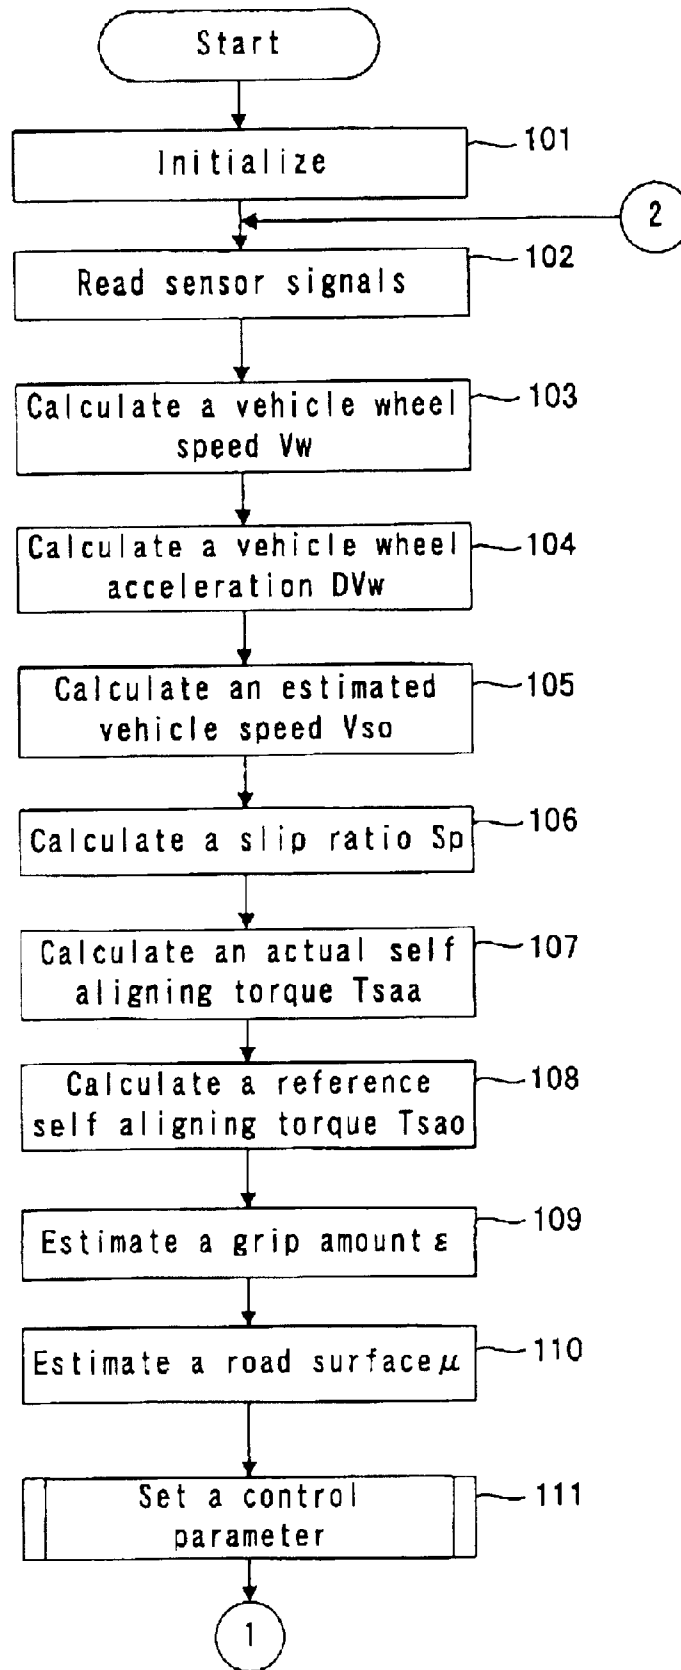 Start
Initialize
101
2
Read sensor signals
102
Calculate a vehicle wheel
speed Vw
103
Calculate a vehicle wheel
acceleration DVw
104
Calculate an estimated
vehicle speed Vso
105
Calculate a slip ratio Sp
106
Calculate an actual self
aligning torque Tsaa
107
Calculate a reference
self aligning torque Tsao
108
Estimate a grip amount ε
109
Estimate a road surface μ
110
Set a control
parameter
111
1